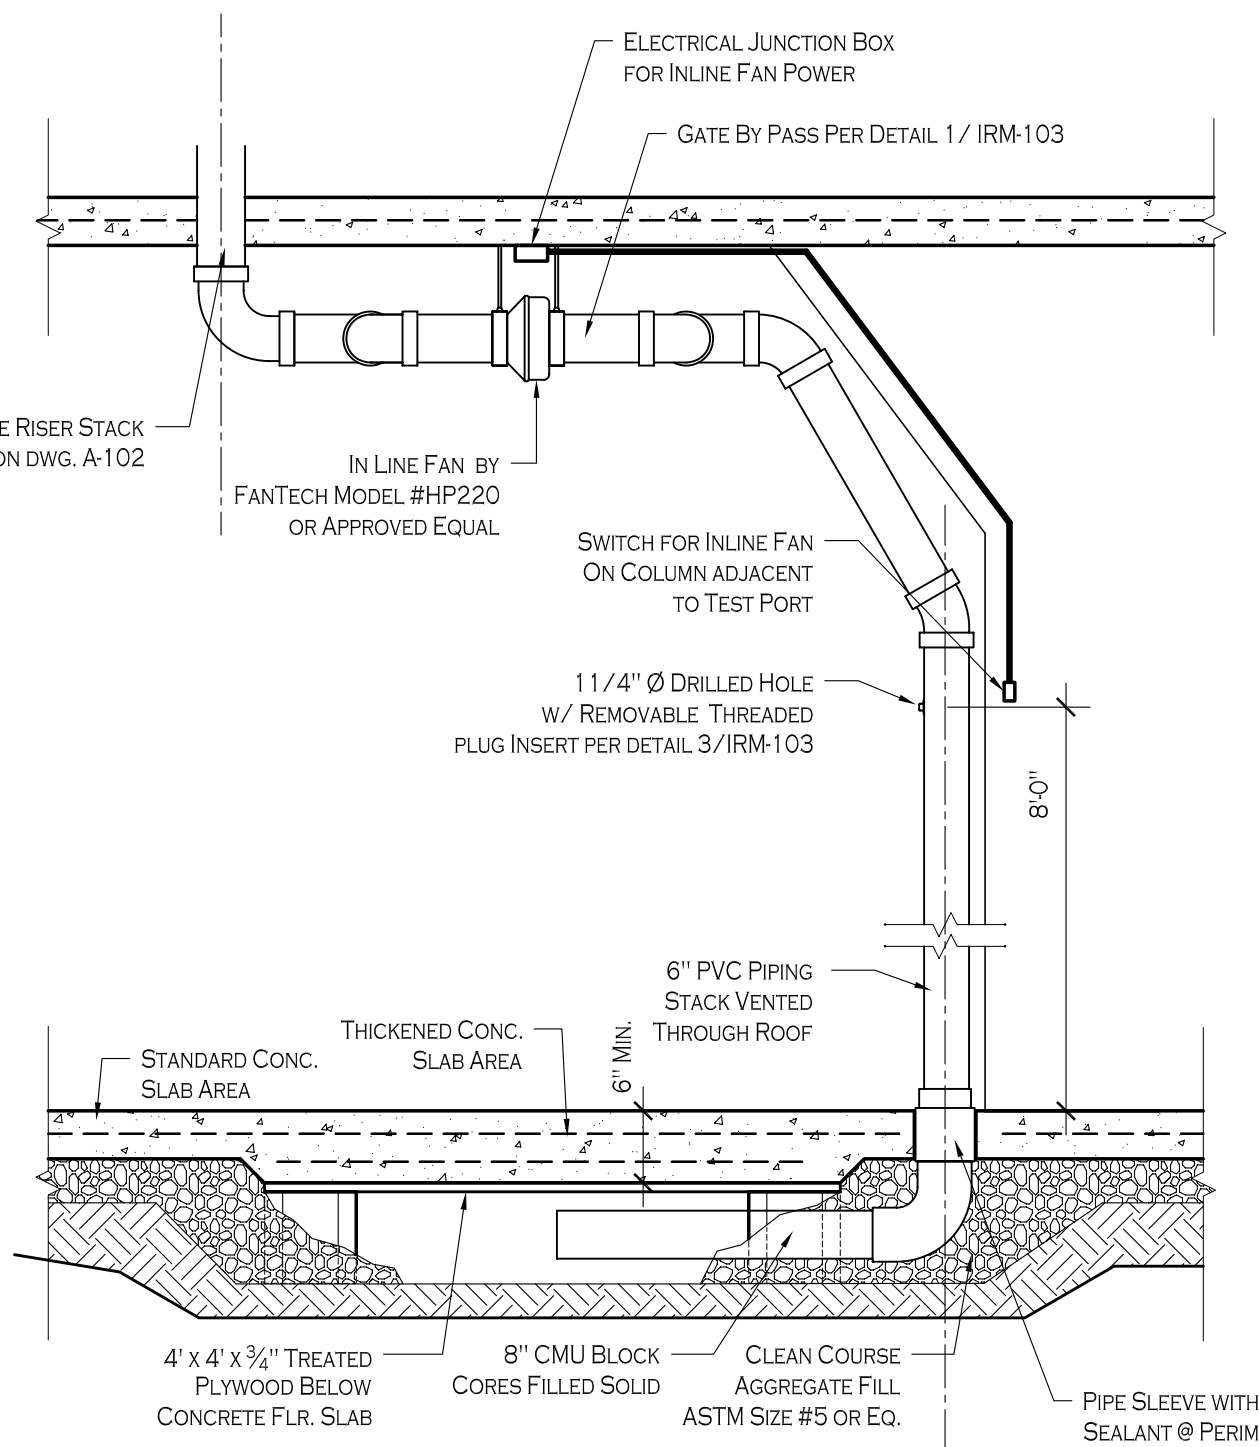 ELECTRICAL JUNCTION BOX
FOR INLINE FAN POWER
GATE BY PASS PER DETAIL 1/ IRM-103
E RISER STACK
ON DWG. A-102
IN LINE FAN BY
FANTECH MODEL #HP220
OR APPROVED EQUAL
SWITCH FOR INLINE FAN
ON COLUMN ADJACENT
TO TEST PORT
11/4" Ø DRILLED HOLE
W/ REMOVABLE THREADED
PLUG INSERT PER DETAIL 3/IRM-103
8'-0"
6" PVC PIPING
STACK VENTED
THROUGH ROOF
6" MIN.
THICKENED CONC.
SLAB AREA
STANDARD CONC.
SLAB AREA
4' X 4' X 3/4" TREATED
PLYWOOD BELOW
CONCRETE FLR. SLAB
8" CMU BLOCK
CORES FILLED SOLID
CLEAN COURSE
AGGREGATE FILL
ASTM SIZE #5 OR EQ.
PIPE SLEEVE WITH
SEALANT @ PERIM